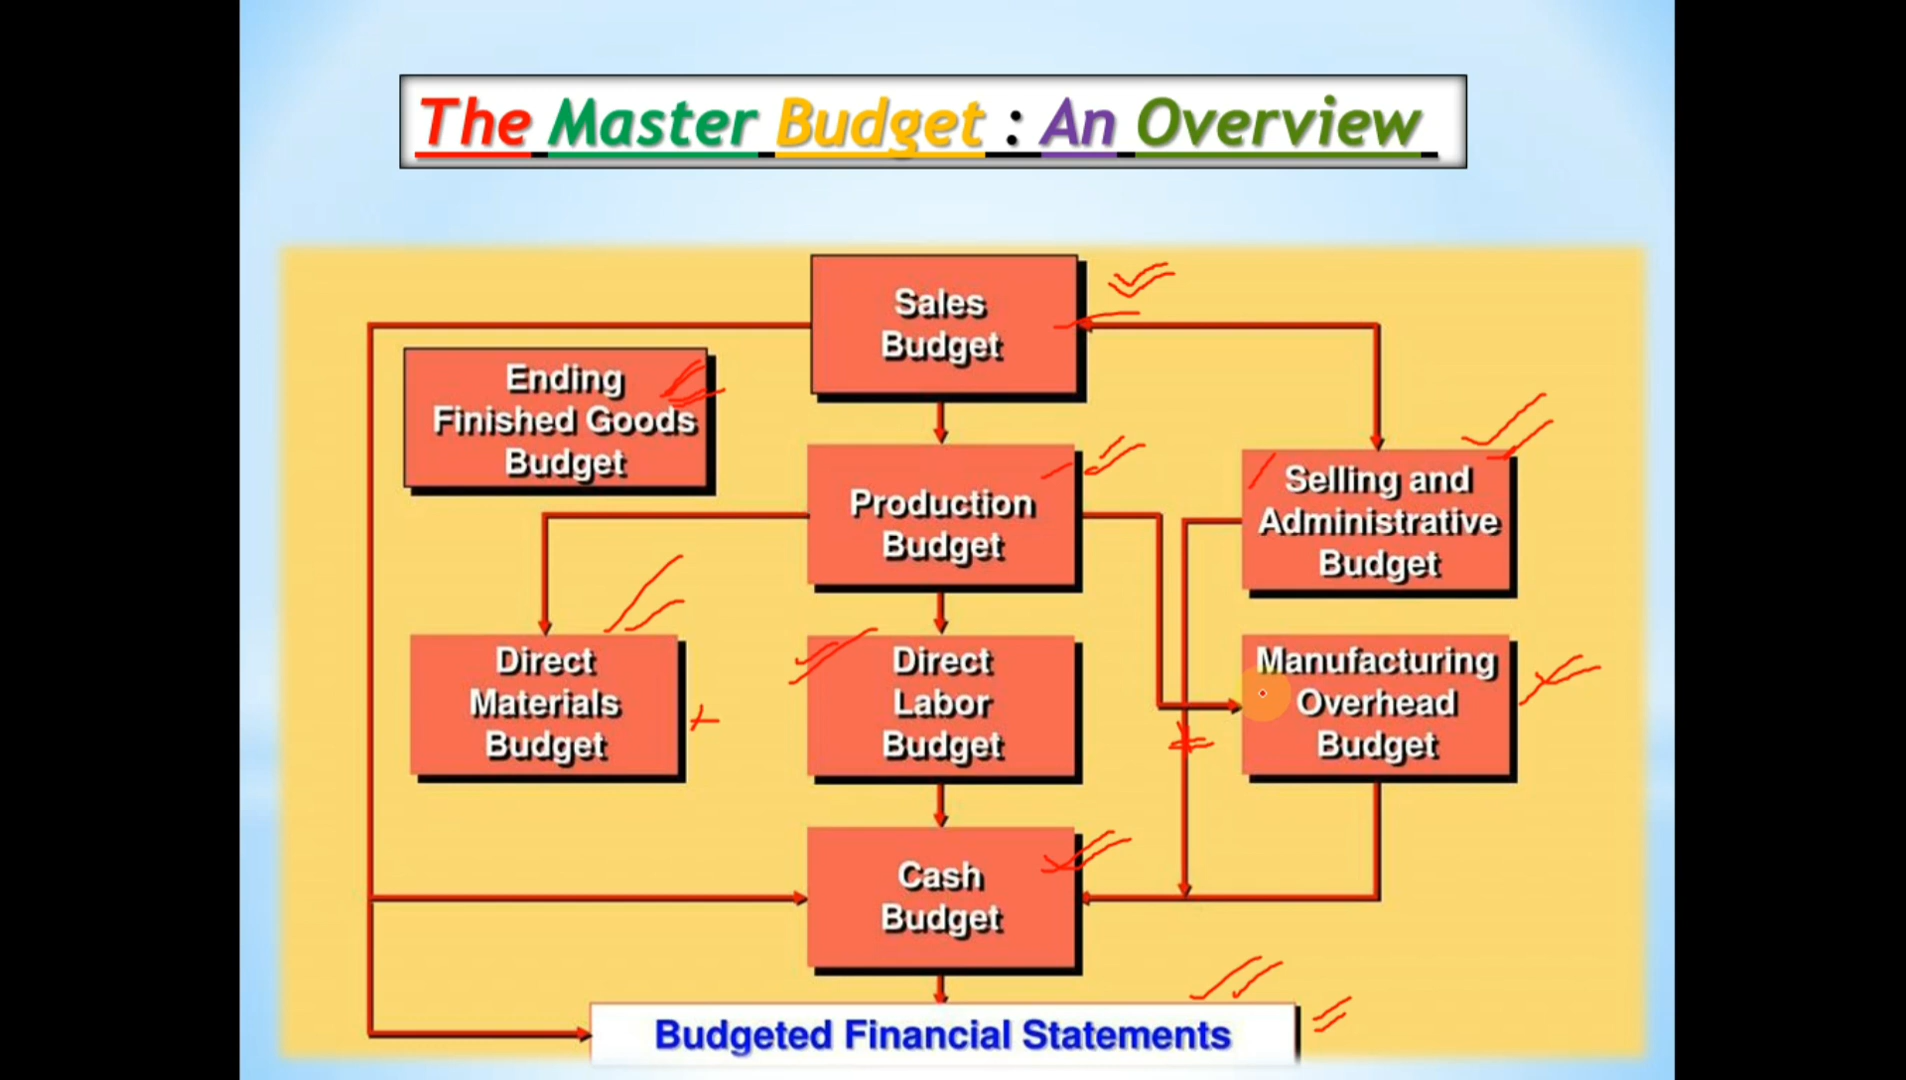 The Master Budget : An Overview
Sales
Budget
Ending
Finished Goods
Budget
Production
Budget
Selling and
Administrative
Budget
Direct
Materials
Budget
Direct
Labor
Budget
Manufacturing
Overhead
Budget
Cash
Budget
Budgeted Financial Statements